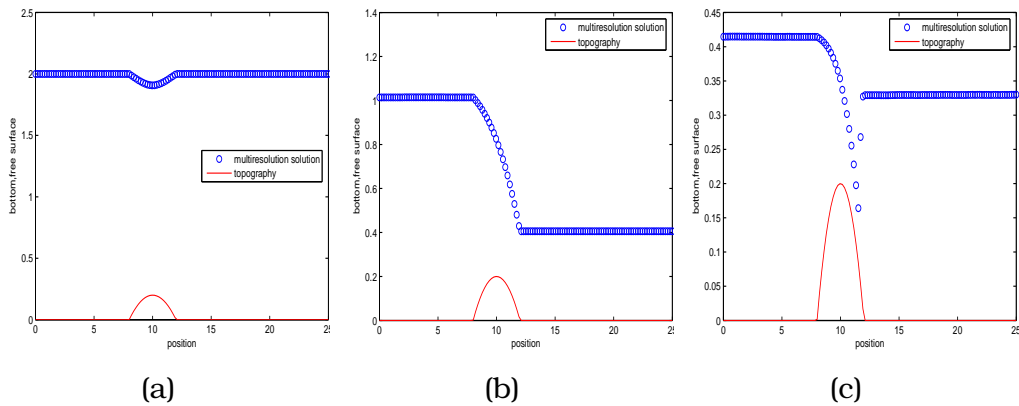 2.5
2
1.5
1
0.5
0
0 5 10 15 20 25
bottom,free surface
position
multiresolution solution
topography
(a)
1.4
1.2
1
0.8
0.6
0.4
0.2
0
0 5 10 15 20 25
bottom,free surface
position
multiresolution solution
topography
(b)
0.45
0.4
0.35
0.3
0.25
0.2
0.15
0.1
0.05
0
0 5 10 15 20 25
bottom,free surface
position
multiresolution solution
topography
(c)